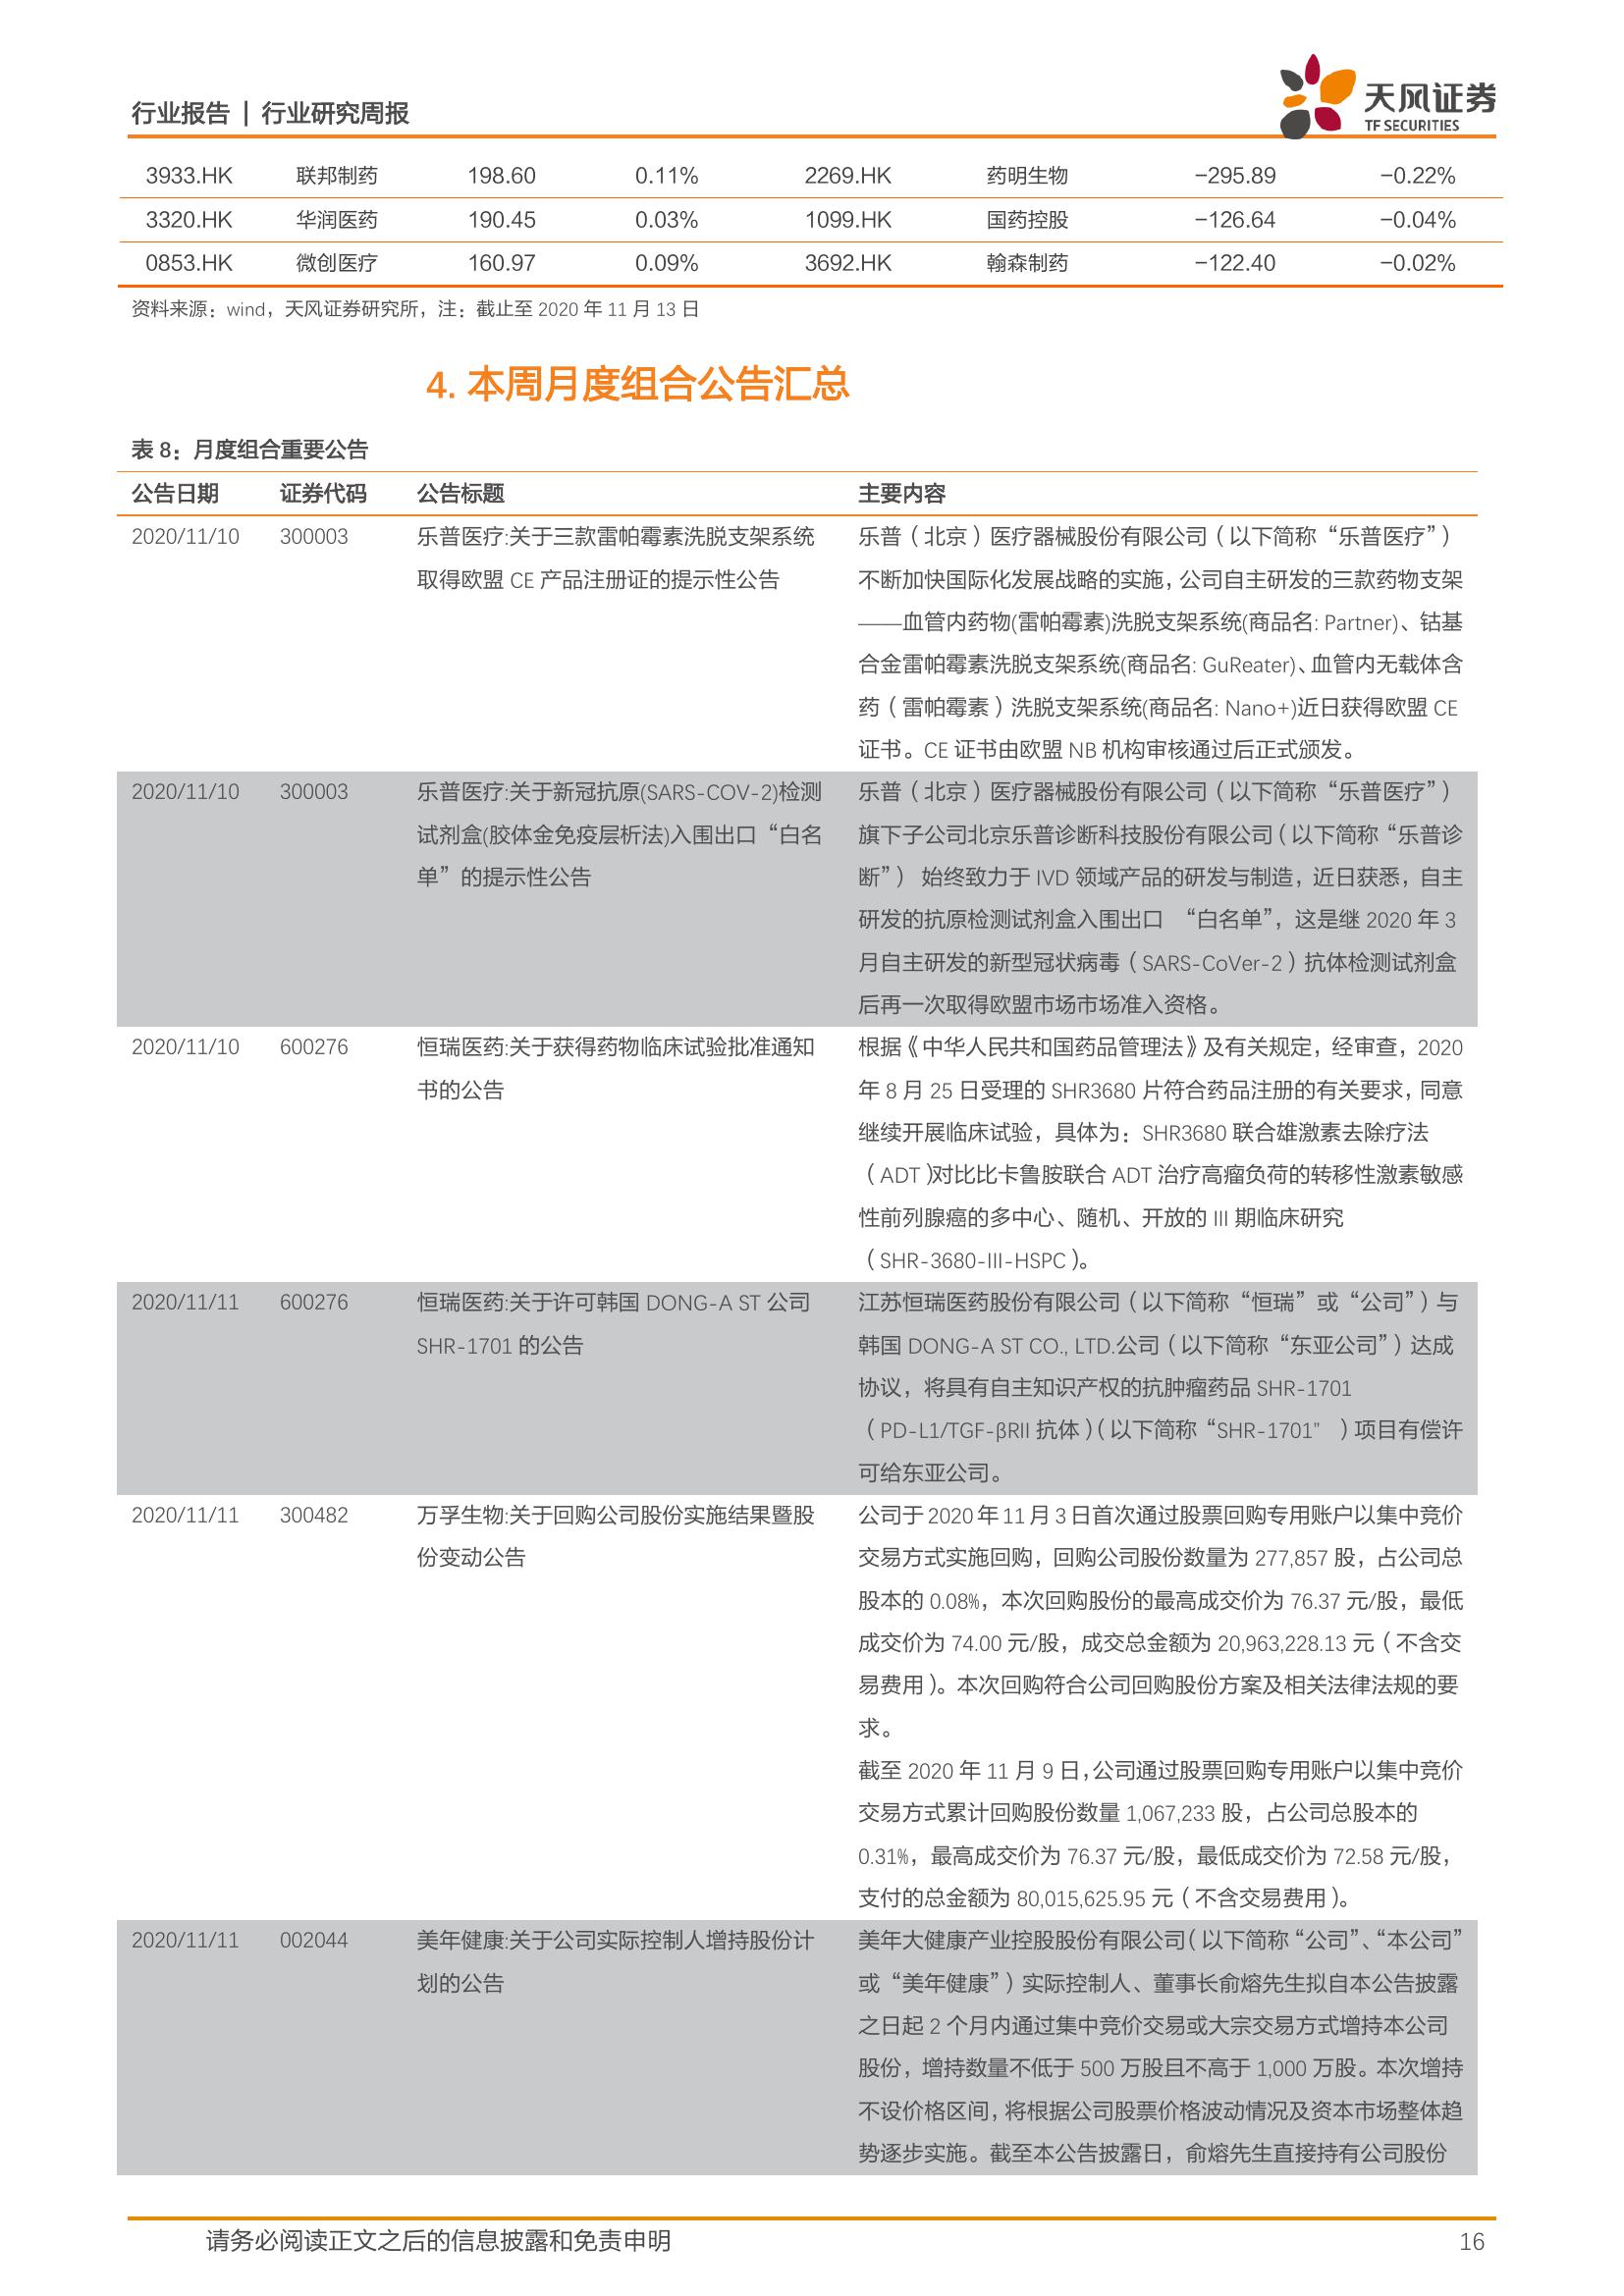 行业报告 | 行业研究周报
天风证券
TF SECURITIES
3933.HK 联邦制药 198.60 0.11% 2269.HK 药明生物 -295.89 -0.22%
3320.HK 华润医药 190.45 0.03% 1099.HK 国药控股 -126.64 -0.04%
0853.HK 微创医疗 160.97 0.09% 3692.HK 翰森制药 -122.40 -0.02%
资料来源：wind，天风证券研究所，注：截止至 2020 年 11 月 13 日
4. 本周月度组合公告汇总
表 8：月度组合重要公告
公告日期 证券代码 公告标题 主要内容
2020/11/10 300003 乐普医疗:关于三款雷帕霉素洗脱支架系统
取得欧盟 CE 产品注册证的提示性公告
乐普（北京）医疗器械股份有限公司（以下简称“乐普医疗”）
不断加快国际化发展战略的实施，公司自主研发的三款药物支架
——血管内药物(雷帕霉素)洗脱支架系统(商品名: Partner)、钴基
合金雷帕霉素洗脱支架系统(商品名: GuReater)、血管内无载体含
药（雷帕霉素）洗脱支架系统(商品名: Nano+)近日获得欧盟 CE
证书。CE 证书由欧盟 NB 机构审核通过后正式颁发。
2020/11/10 300003 乐普医疗:关于新冠抗原(SARS-COV-2)检测
试剂盒(胶体金免疫层析法)入围出口“白名
单”的提示性公告
乐普（北京）医疗器械股份有限公司（以下简称“乐普医疗”）
旗下子公司北京乐普诊断科技股份有限公司（以下简称“乐普诊
断”） 始终致力于 IVD 领域产品的研发与制造，近日获悉，自主
研发的抗原检测试剂盒入围出口 “白名单”，这是继 2020 年 3
月自主研发的新型冠状病毒（SARS-CoVer-2）抗体检测试剂盒
后再一次取得欧盟市场市场准入资格。
2020/11/10 600276 恒瑞医药:关于获得药物临床试验批准通知
书的公告
根据《中华人民共和国药品管理法》及有关规定，经审查，2020
年 8 月 25 日受理的 SHR3680 片符合药品注册的有关要求，同意
继续开展临床试验，具体为：SHR3680 联合雄激素去除疗法
（ADT）对比比卡鲁胺联合 ADT 治疗高瘤负荷的转移性激素敏感
性前列腺癌的多中心、随机、开放的 III 期临床研究
（SHR-3680-III-HSPC）。
2020/11/11 600276 恒瑞医药:关于许可韩国 DONG-A ST 公司
SHR-1701 的公告
江苏恒瑞医药股份有限公司（以下简称“恒瑞”或“公司”）与
韩国 DONG-A ST CO., LTD.公司（以下简称“东亚公司”）达成
协议，将具有自主知识产权的抗肿瘤药品 SHR-1701
（PD-L1/TGF-βRII 抗体）（以下简称“SHR-1701” ）项目有偿许
可给东亚公司。
2020/11/11 300482 万孚生物:关于回购公司股份实施结果暨股
份变动公告
公司于 2020 年 11 月 3 日首次通过股票回购专用账户以集中竞价
交易方式实施回购，回购公司股份数量为 277,857 股，占公司总
股本的 0.08%，本次回购股份的最高成交价为 76.37 元/股，最低
成交价为 74.00 元/股，成交总金额为 20,963,228.13 元（不含交
易费用）。本次回购符合公司回购股份方案及相关法律法规的要
求。
截至 2020 年 11 月 9 日，公司通过股票回购专用账户以集中竞价
交易方式累计回购股份数量 1,067,233 股，占公司总股本的
0.31%，最高成交价为 76.37 元/股，最低成交价为 72.58 元/股，
支付的总金额为 80,015,625.95 元（不含交易费用）。
2020/11/11 002044 美年健康:关于公司实际控制人增持股份计
划的公告
美年大健康产业控股股份有限公司（以下简称“公司”、“本公司”
或“美年健康”）实际控制人、董事长俞熔先生拟自本公告披露
之日起 2 个月内通过集中竞价交易或大宗交易方式增持本公司
股份，增持数量不低于 500 万股且不高于 1,000 万股。本次增持
不设价格区间，将根据公司股票价格波动情况及资本市场整体趋
势逐步实施。截至本公告披露日，俞熔先生直接持有公司股份
请务必阅读正文之后的信息披露和免责申明 16